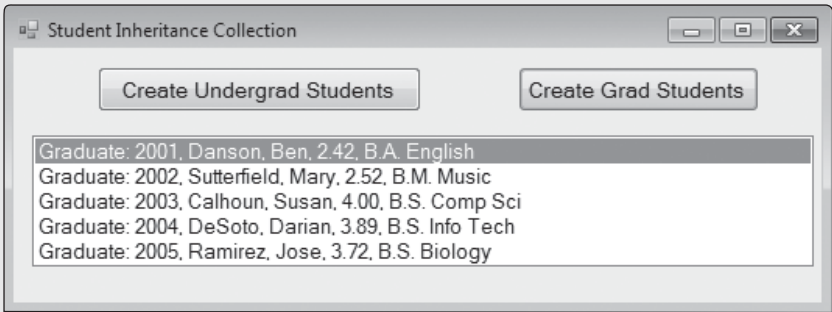 Student Inheritance Collection
Create Undergrad Students
Create Grad Students
Graduate: 2001, Danson, Ben, 2.42, B.A. English
Graduate: 2002, Sutterfield, Mary, 2.52, B.M. Music
Graduate: 2003, Calhoun, Susan, 4.00, B.S. Comp Sci
Graduate: 2004, DeSoto, Darian, 3.89, B.S. Info Tech
Graduate: 2005, Ramirez, Jose, 3.72, B.S. Biology